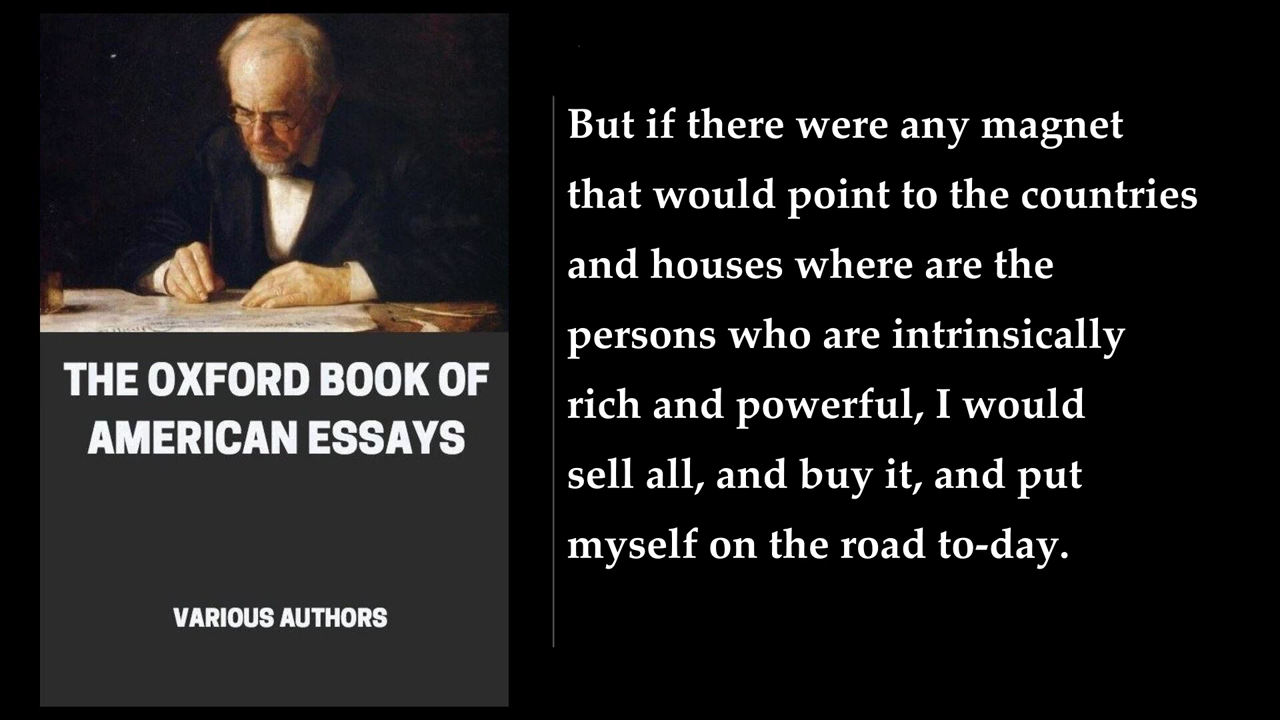 THE OXFORD BOOK OF
AMERICAN ESSAYS
VARIOUS AUTHORS
But if there were any magnet
that would point to the countries
and houses where are the
persons who are intrinsically
rich and powerful, I would
sell all, and buy it, and put
myself on the road to-day.